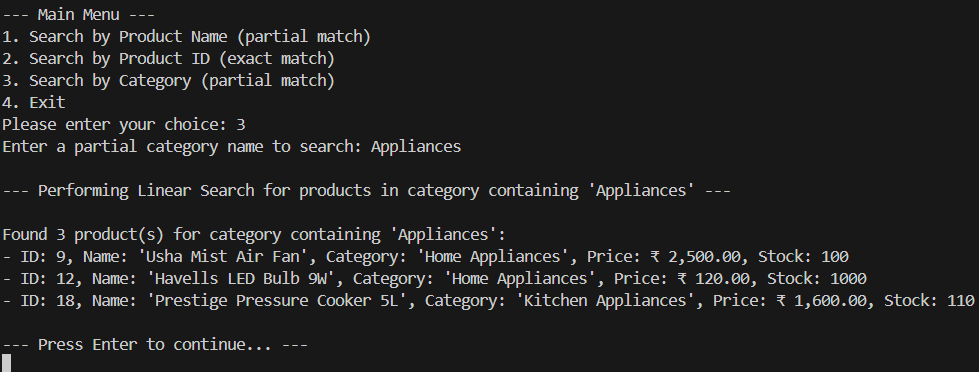 --- Main Menu ---
1. Search by Product Name (partial match)
2. Search by Product ID (exact match)
3. Search by Category (partial match)
4. Exit
Please enter your choice: 3
Enter a partial category name to search: Appliances
--- Performing Linear Search for products in category containing 'Appliances' ---
Found 3 product(s) for category containing 'Appliances':
- ID: 9, Name: 'Usha Mist Air Fan', Category: 'Home Appliances', Price: ₹ 2,500.00, Stock: 100
- ID: 12, Name: 'Havells LED Bulb 9W', Category: 'Home Appliances', Price: ₹ 120.00, Stock: 1000
- ID: 18, Name: 'Prestige Pressure Cooker 5L', Category: 'Kitchen Appliances', Price: ₹ 1,600.00, Stock: 110
--- Press Enter to continue... ---